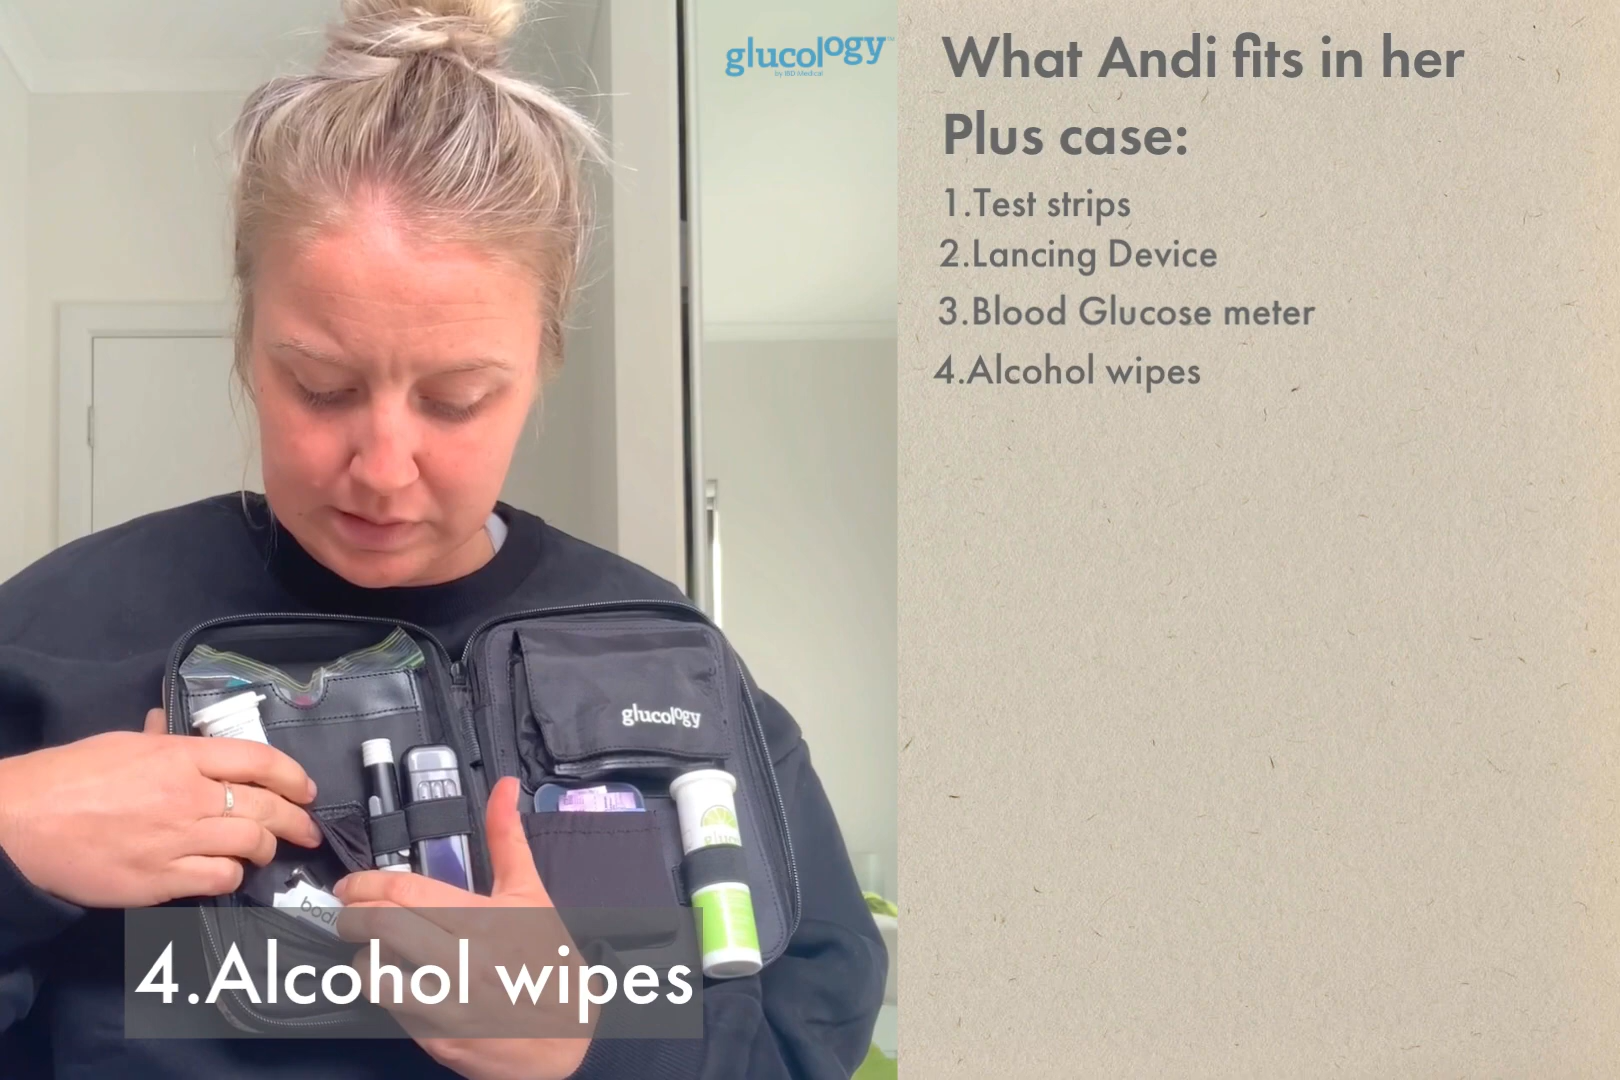 glucology™
by IBD Medical
What Andi fits in her
Plus case:
1.Test strips
2.Lancing Device
3.Blood Glucose meter
4.Alcohol wipes
glucology
4.Alcohol wipes